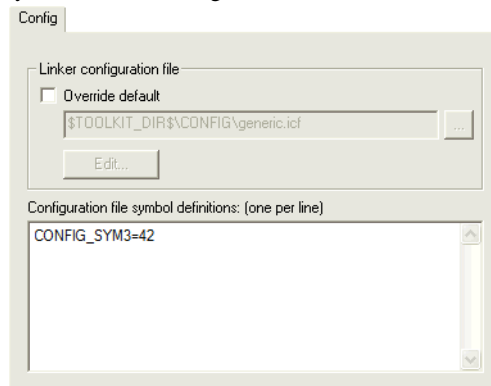 Config
Linker configuration file
Override default
$TOOLKIT_DIR$\CONFIG\generic.icf
...
Edit...
Configuration file symbol definitions: (one per line)
CONFIG_SYM3=42